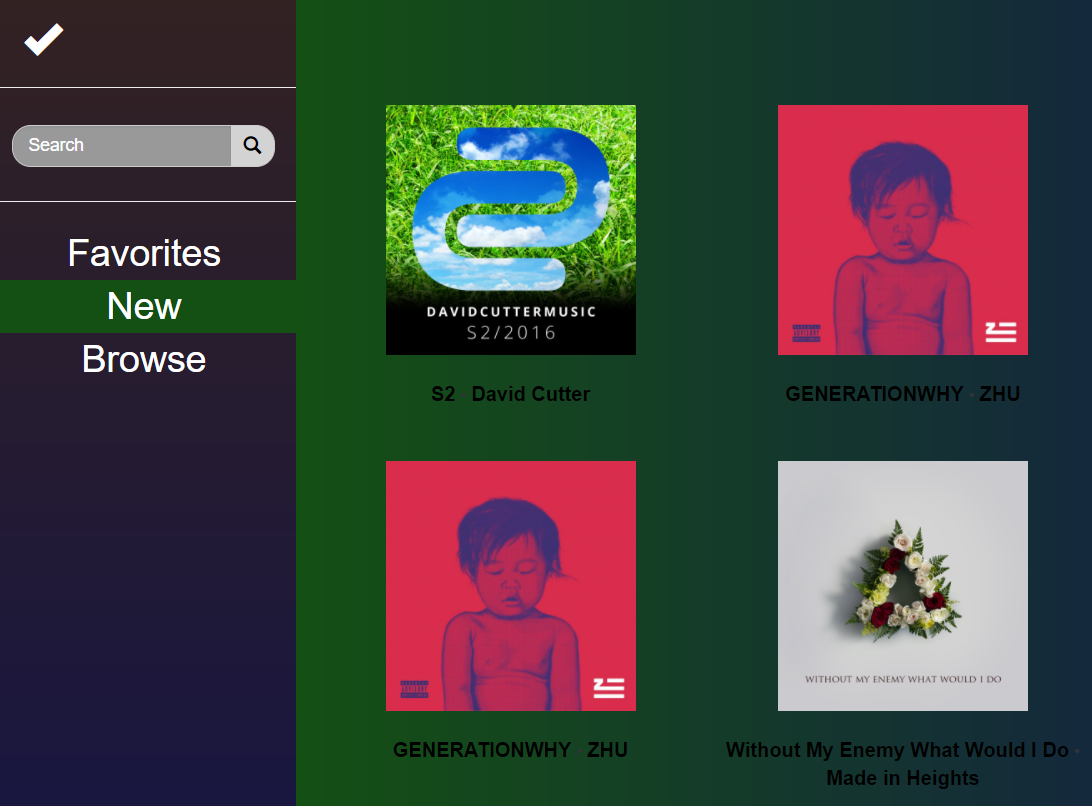 Search
Favorites
New
Browse
DAVIDCUTTERMUSIC
S2/2016
S2 David Cutter
GENERATIONWHY · ZHU
GENERATIONWHY · ZHU
WITHOUT MY ENEMY WHAT WOULD I DO
Without My Enemy What Would I Do ·
Made in Heights